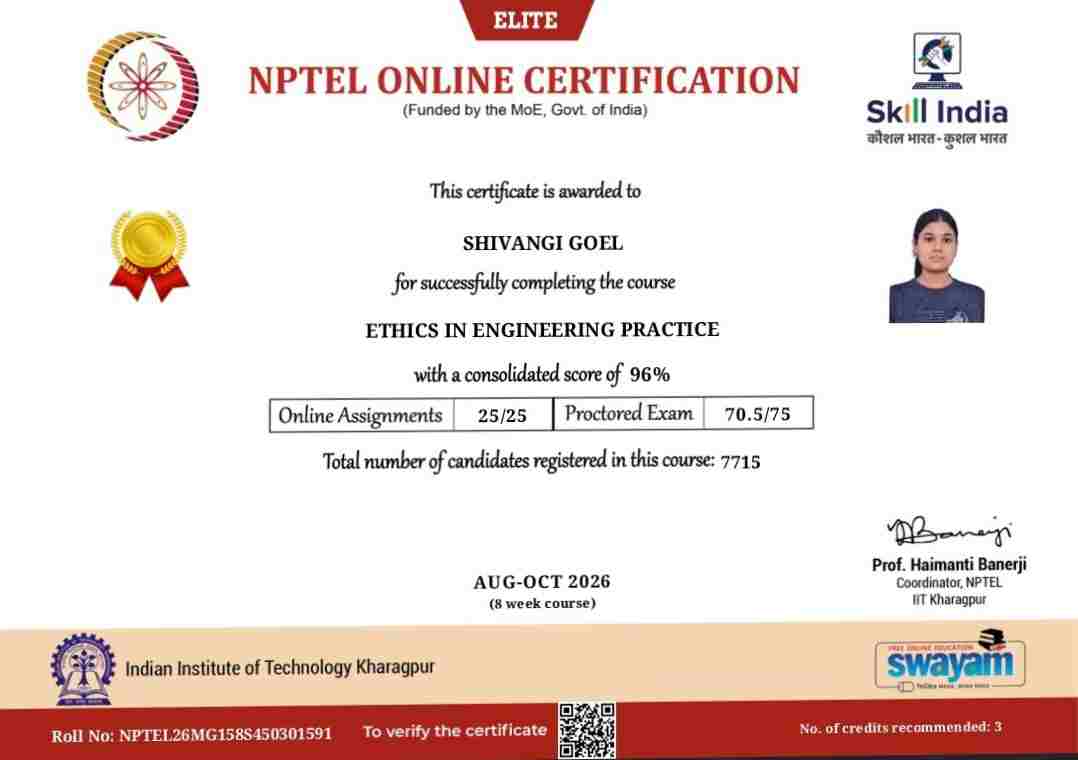 ELITE
NPTEL ONLINE CERTIFICATION
(Funded by the MoE, Govt. of India)
Skill India
कौशल भारत - कुशल भारत
This certificate is awarded to
SHIVANGI GOEL
for successfully completing the course
ETHICS IN ENGINEERING PRACTICE
with a consolidated score of 96%
Online Assignments 25/25 Proctored Exam 70.5/75
Total number of candidates registered in this course: 7715
Prof. Haimanti Banerji
Coordinator, NPTEL
IIT Kharagpur
AUG-OCT 2026
(8 week course)
Indian Institute of Technology Kharagpur
FREE ONLINE EDUCATION
swayam
Roll No: NPTEL26MG158S450301591
To verify the certificate
No. of credits recommended: 3